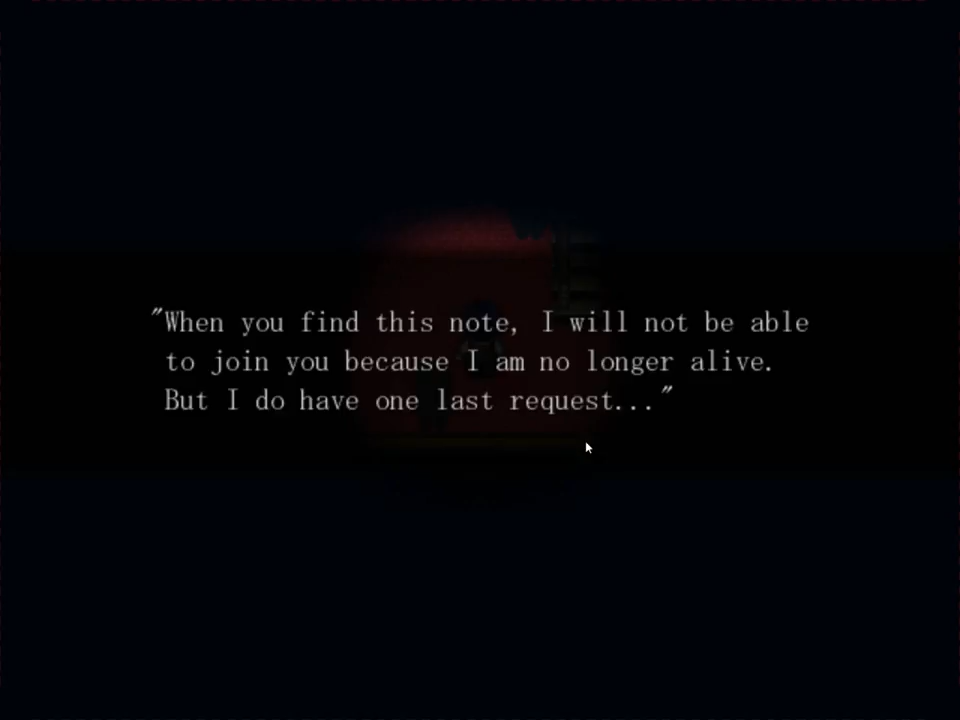 "When you find this note, I will not be able
to join you because I am no longer alive.
But I do have one last request..."